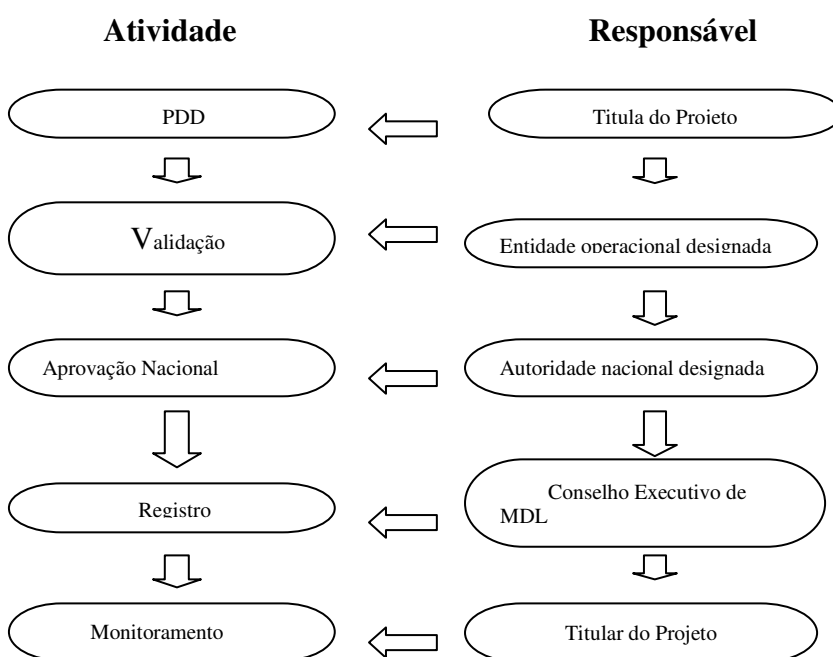 Atividade
Responsável
PDD
Titula do Projeto
Validação
Entidade operacional designada
Aprovação Nacional
Autoridade nacional designada
Registro
Conselho Executivo de
MDL
Monitoramento
Titular do Projeto